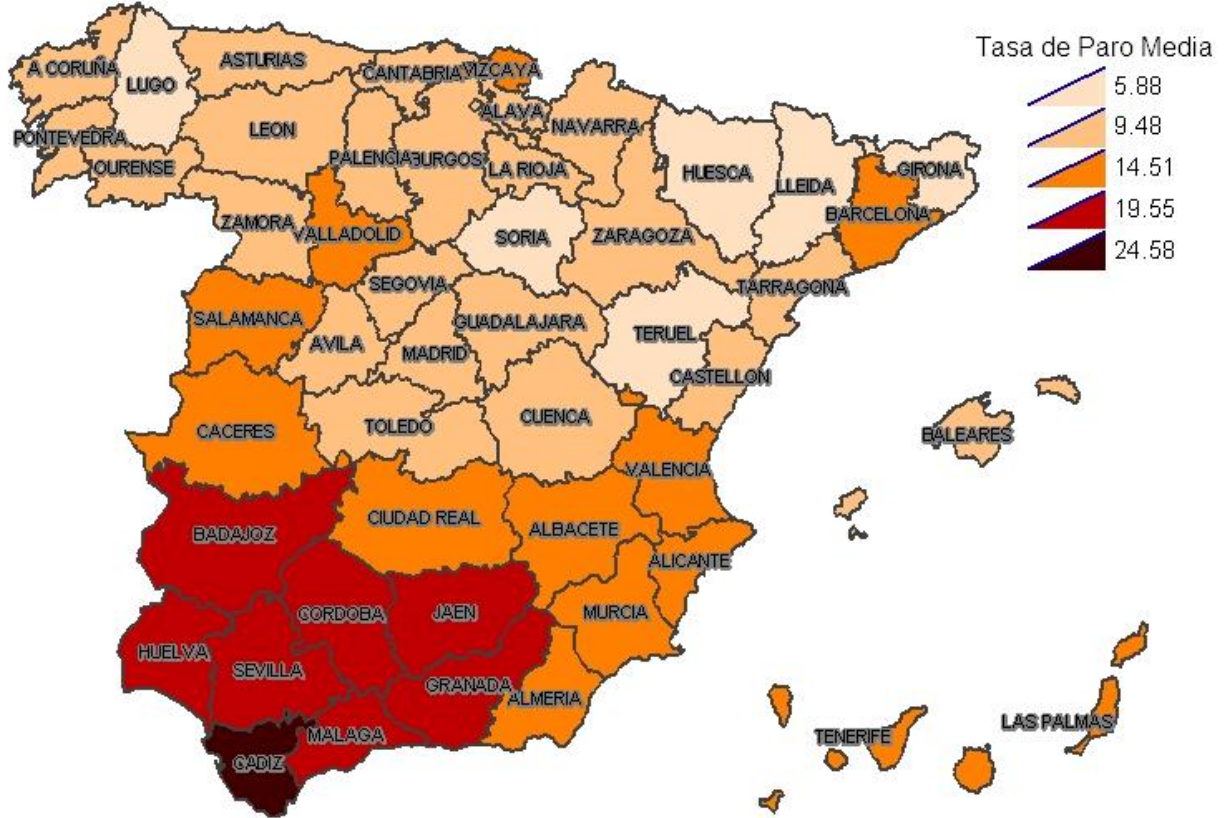 Tasa de Paro Media
5.88
9.48
14.51
19.55
24.58
A CORUÑA
LUGO
ASTURIAS
CANTABRIA
VIZCAYA
ALAVA
NAVARRA
PONTEVEDRA
OURENSE
LEON
PALENCIA
BURGOS
LA RIOJA
HUESCA
LLEIDA
GIRONA
BARCELONA
ZAMORA
VALLADOLID
SORIA
ZARAGOZA
TARRAGONA
SALAMANCA
SEGOVIA
AVILA
MADRID
GUADALAJARA
TERUEL
CASTELLON
CACERES
TOLEDO
CUENCA
VALENCIA
BALEARES
BADAJOZ
CIUDAD REAL
ALBACETE
ALICANTE
HUELVA
SEVILLA
CORDOBA
JAEN
MURCIA
GRANADA
ALMERIA
MALAGA
CADIZ
TENERIFE
LAS PALMAS